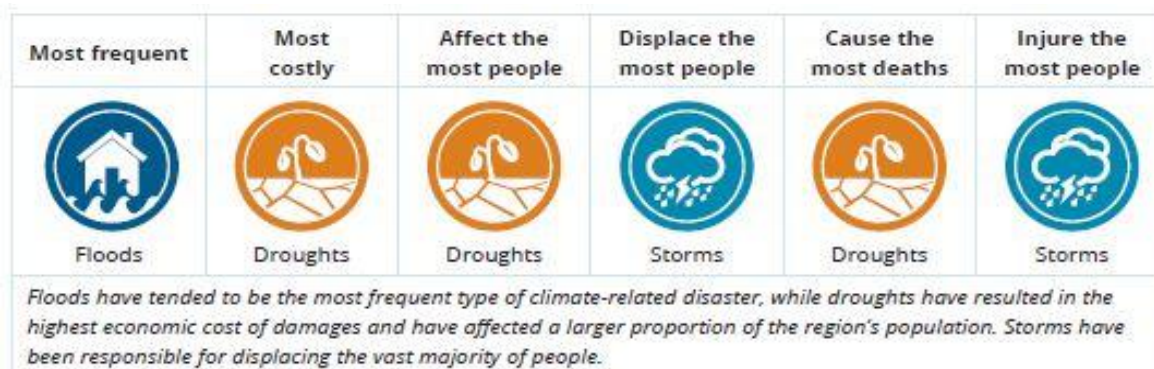 Most frequent
Most
costly
Affect the
most people
Displace the
most people
Cause the
most deaths
Injure the
most people
Floods
Droughts
Droughts
Storms
Droughts
Storms
Floods have tended to be the most frequent type of climate-related disaster, while droughts have resulted in the
highest economic cost of damages and have affected a larger proportion of the region's population. Storms have
been responsible for displacing the vast majority of people.